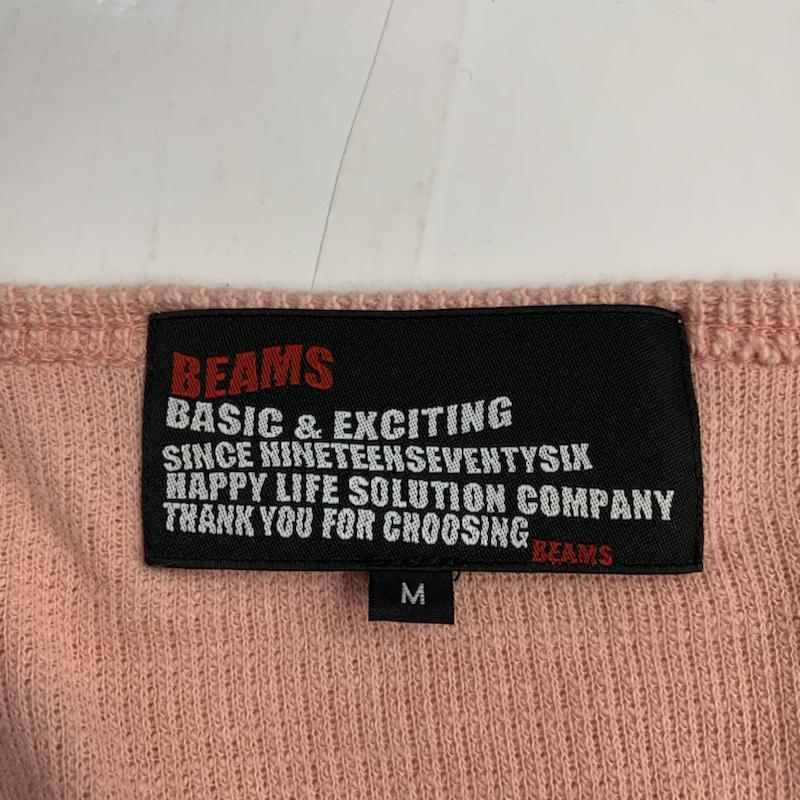 BEAMS
BASIC & EXCITING
SINCE NINETEENSEVENTYSIX
HAPPY LIFE SOLUTION COMPANY
THANK YOU FOR CHOOSING BEAMS
M